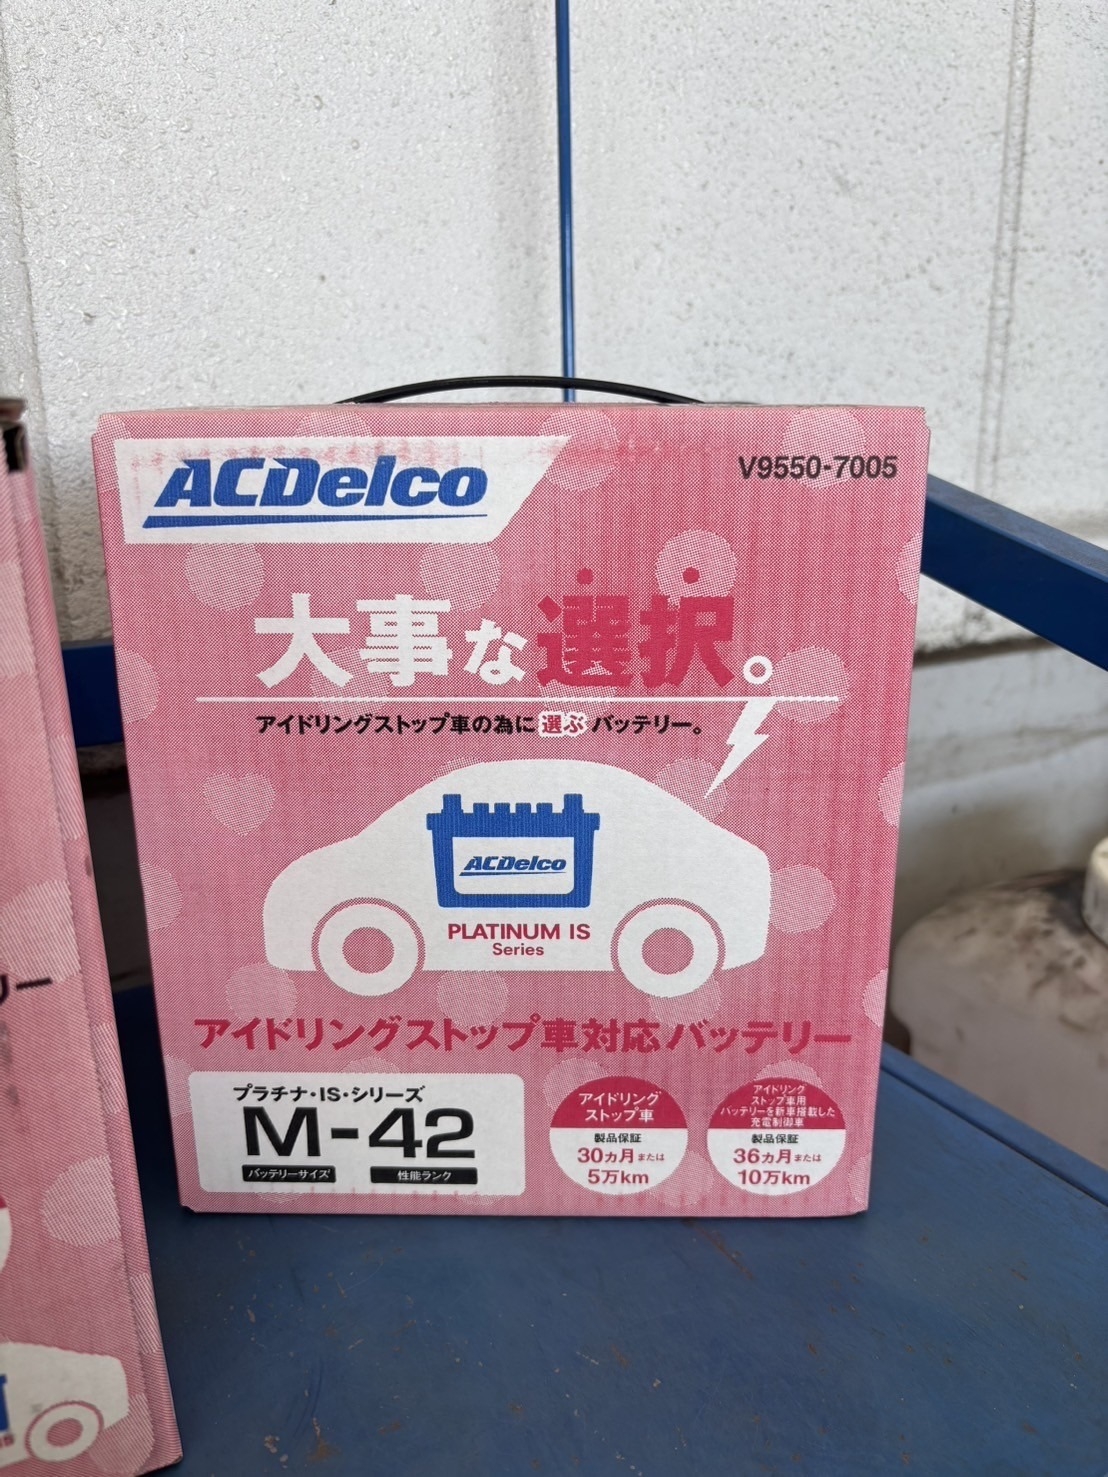 ACDelco
V9550-7005
大事な選択。
アイドリングストップ車の為に選ぶバッテリー。
ACDelco
PLATINUM IS
Series
アイドリングストップ車対応バッテリー
プラチナ・IS・シリーズ
M-42
バッテリーサイズ
性能ランク
アイドリング
ストップ車
製品保証
30カ月または
5万km
アイドリング
ストップ車用
バッテリーを新車搭載した
充電制御車
製品保証
36カ月または
10万km
リー